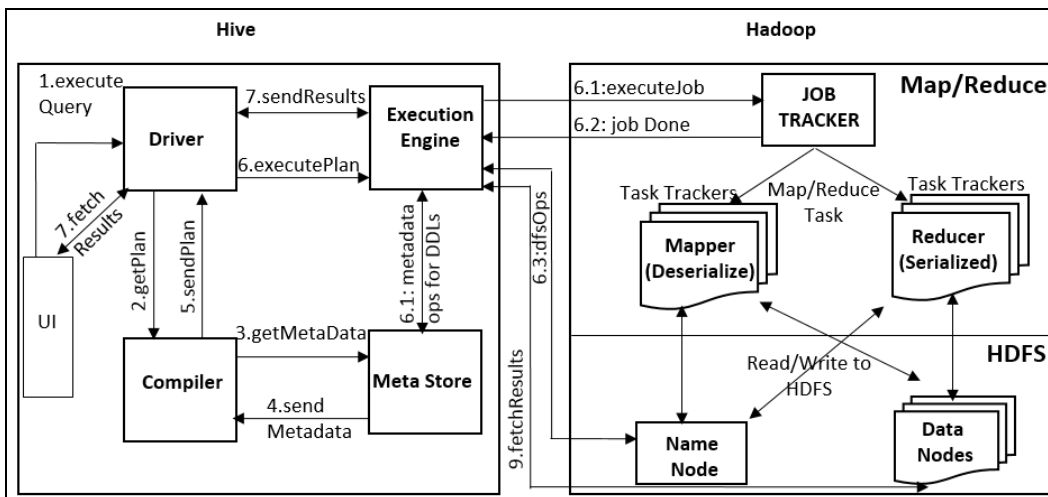 Hive
Hadoop
1.execute
Query
Driver
7.sendResults
6.executePlan
Execution
Engine
6.1:executeJob
6.2: job Done
JOB
TRACKER
Map/Reduce
Task Trackers
Map/Reduce
Task
Task Trackers
Mapper
(Deserialize)
Reducer
(Serialized)
7.fetch
Results
UI
2.getPlan
5.sendPlan
6.1: metadata
ops for DDLs
6.3:dfsOps
3.getMetaData
Compiler
Meta Store
4.send
Metadata
9.fetchResults
HDFS
Read/Write to
HDFS
Name
Node
Data
Nodes